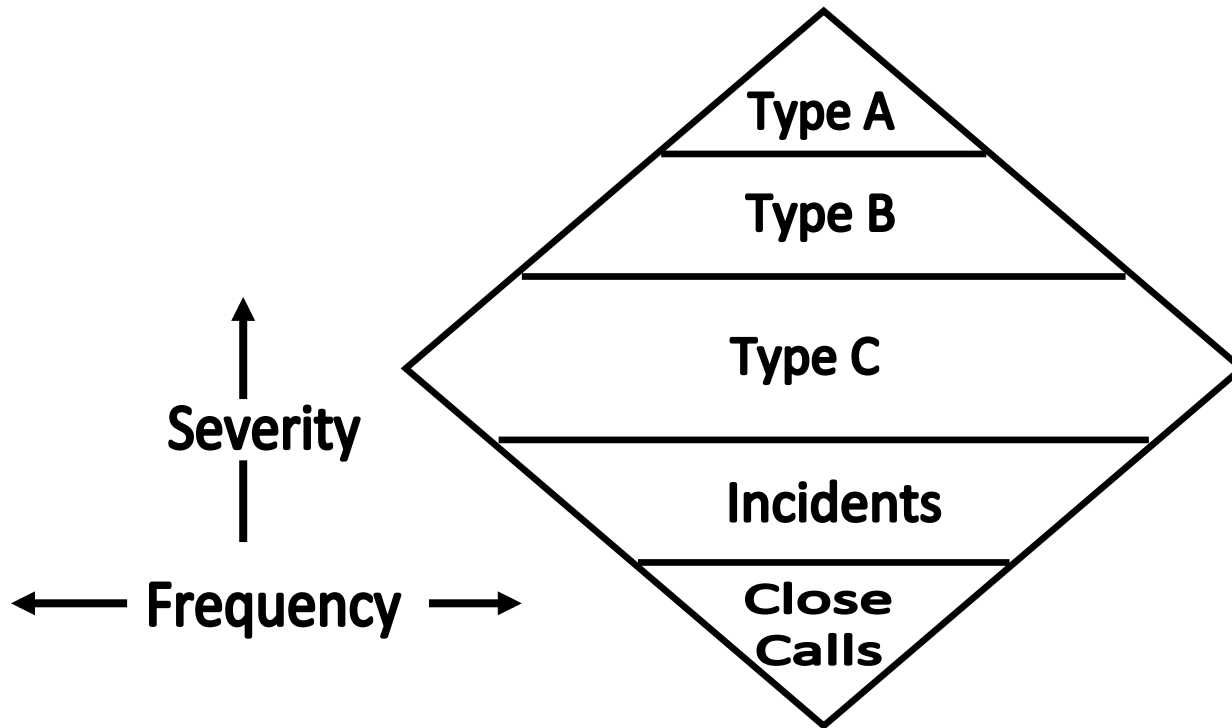 Type A
Type B
Type C
Severity
Incidents
Frequency
Close
Calls